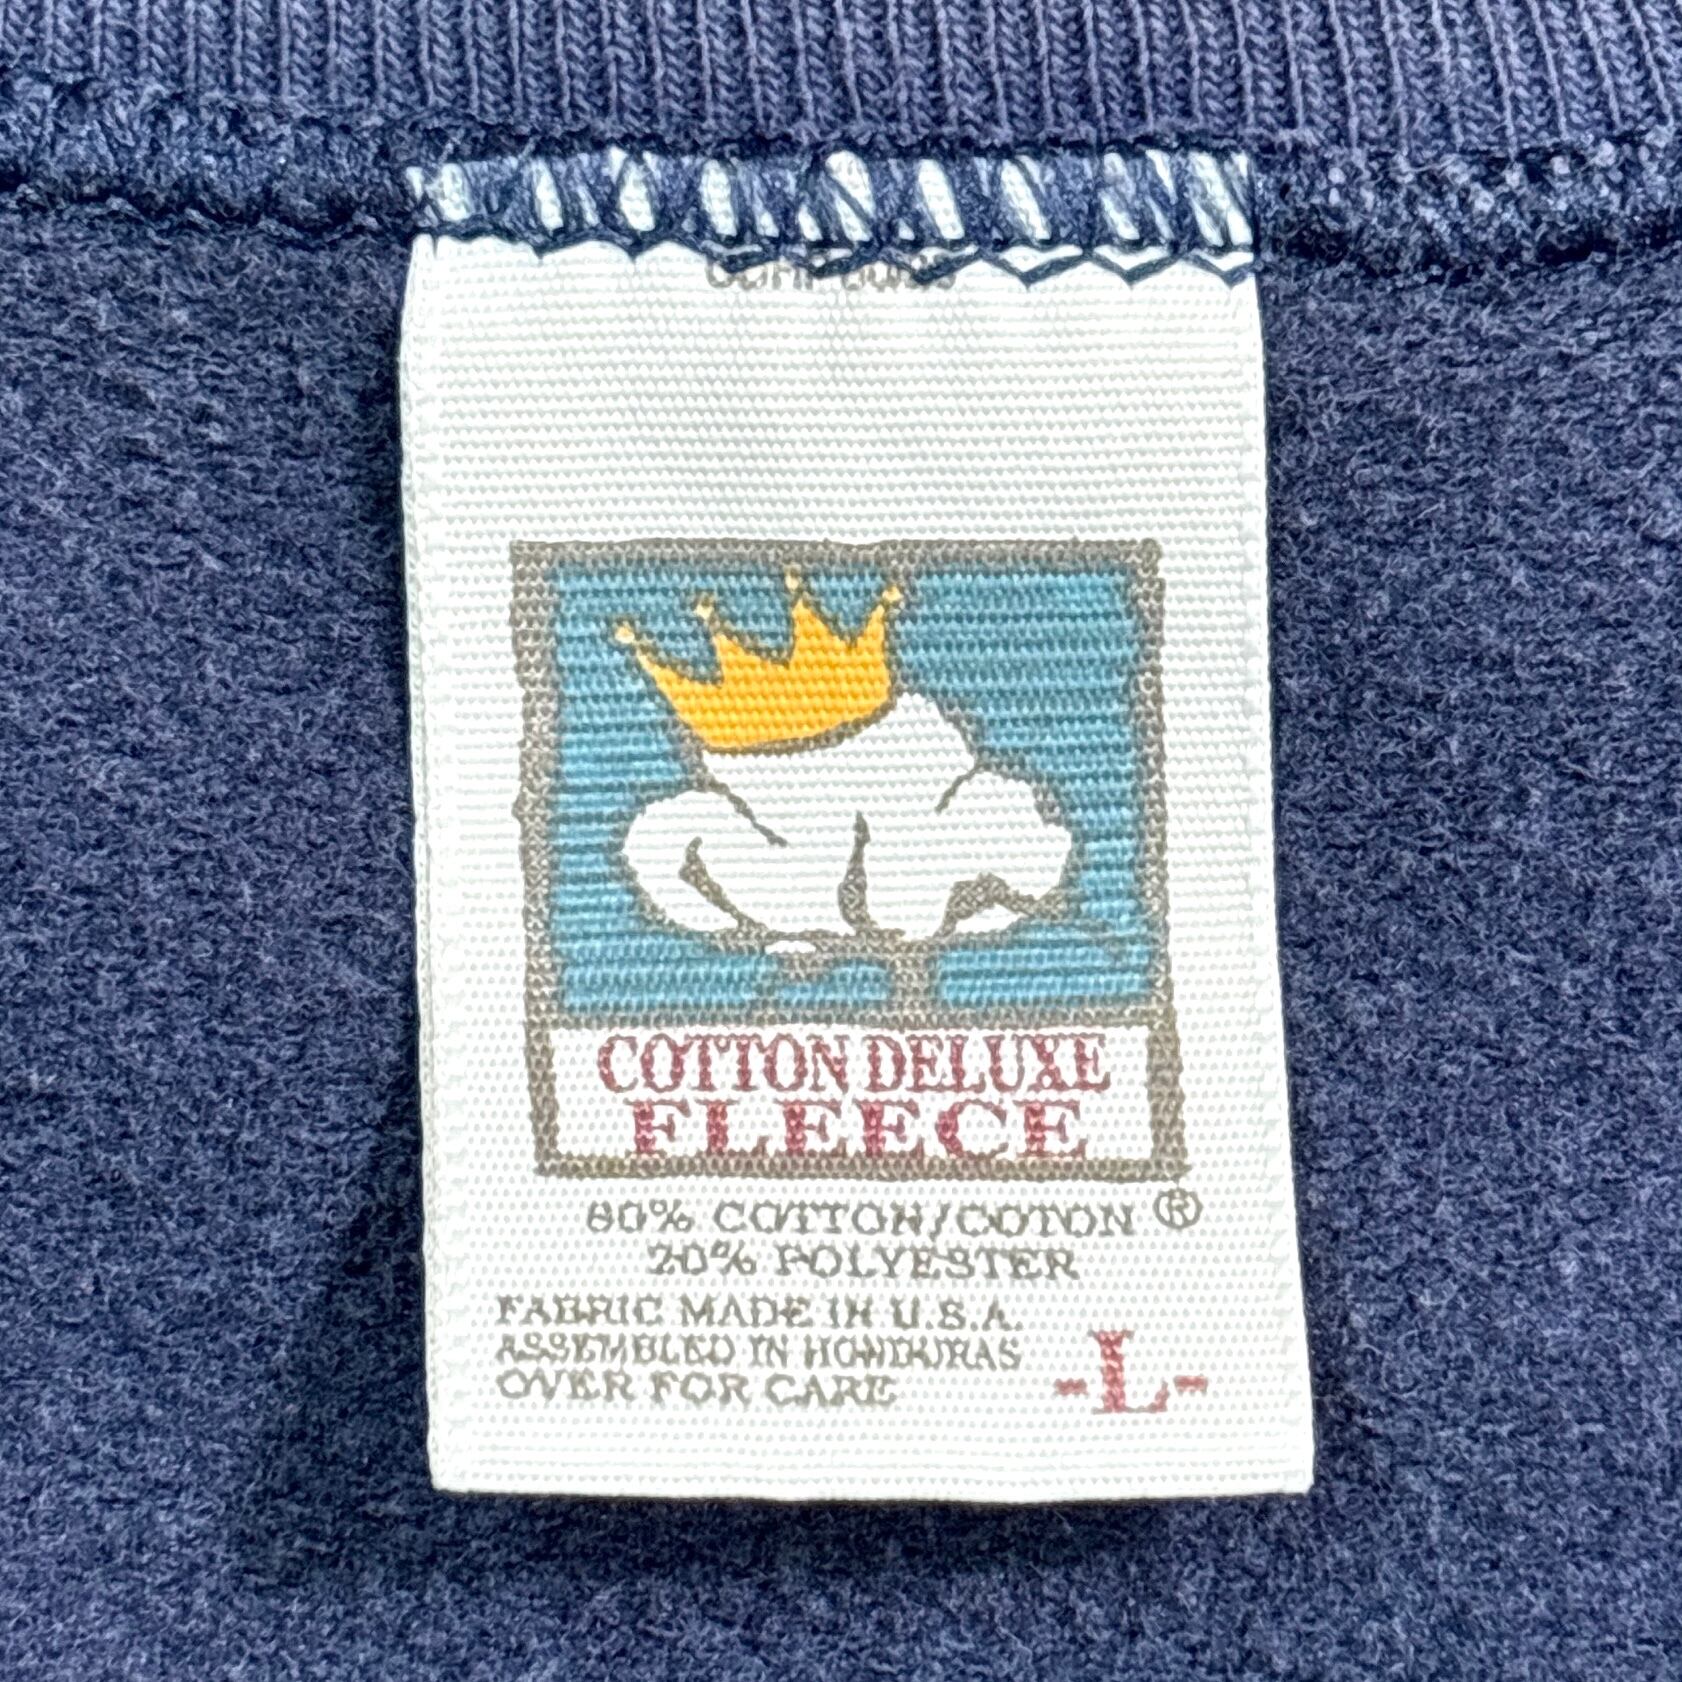 COTTON DELUXE
FLEECE
80% COTTON/COTON ®
20% POLYESTER
FABRIC MADE IN U.S.A.
ASSEMBLED IN HONDURAS
OVER FOR CARE
-L-